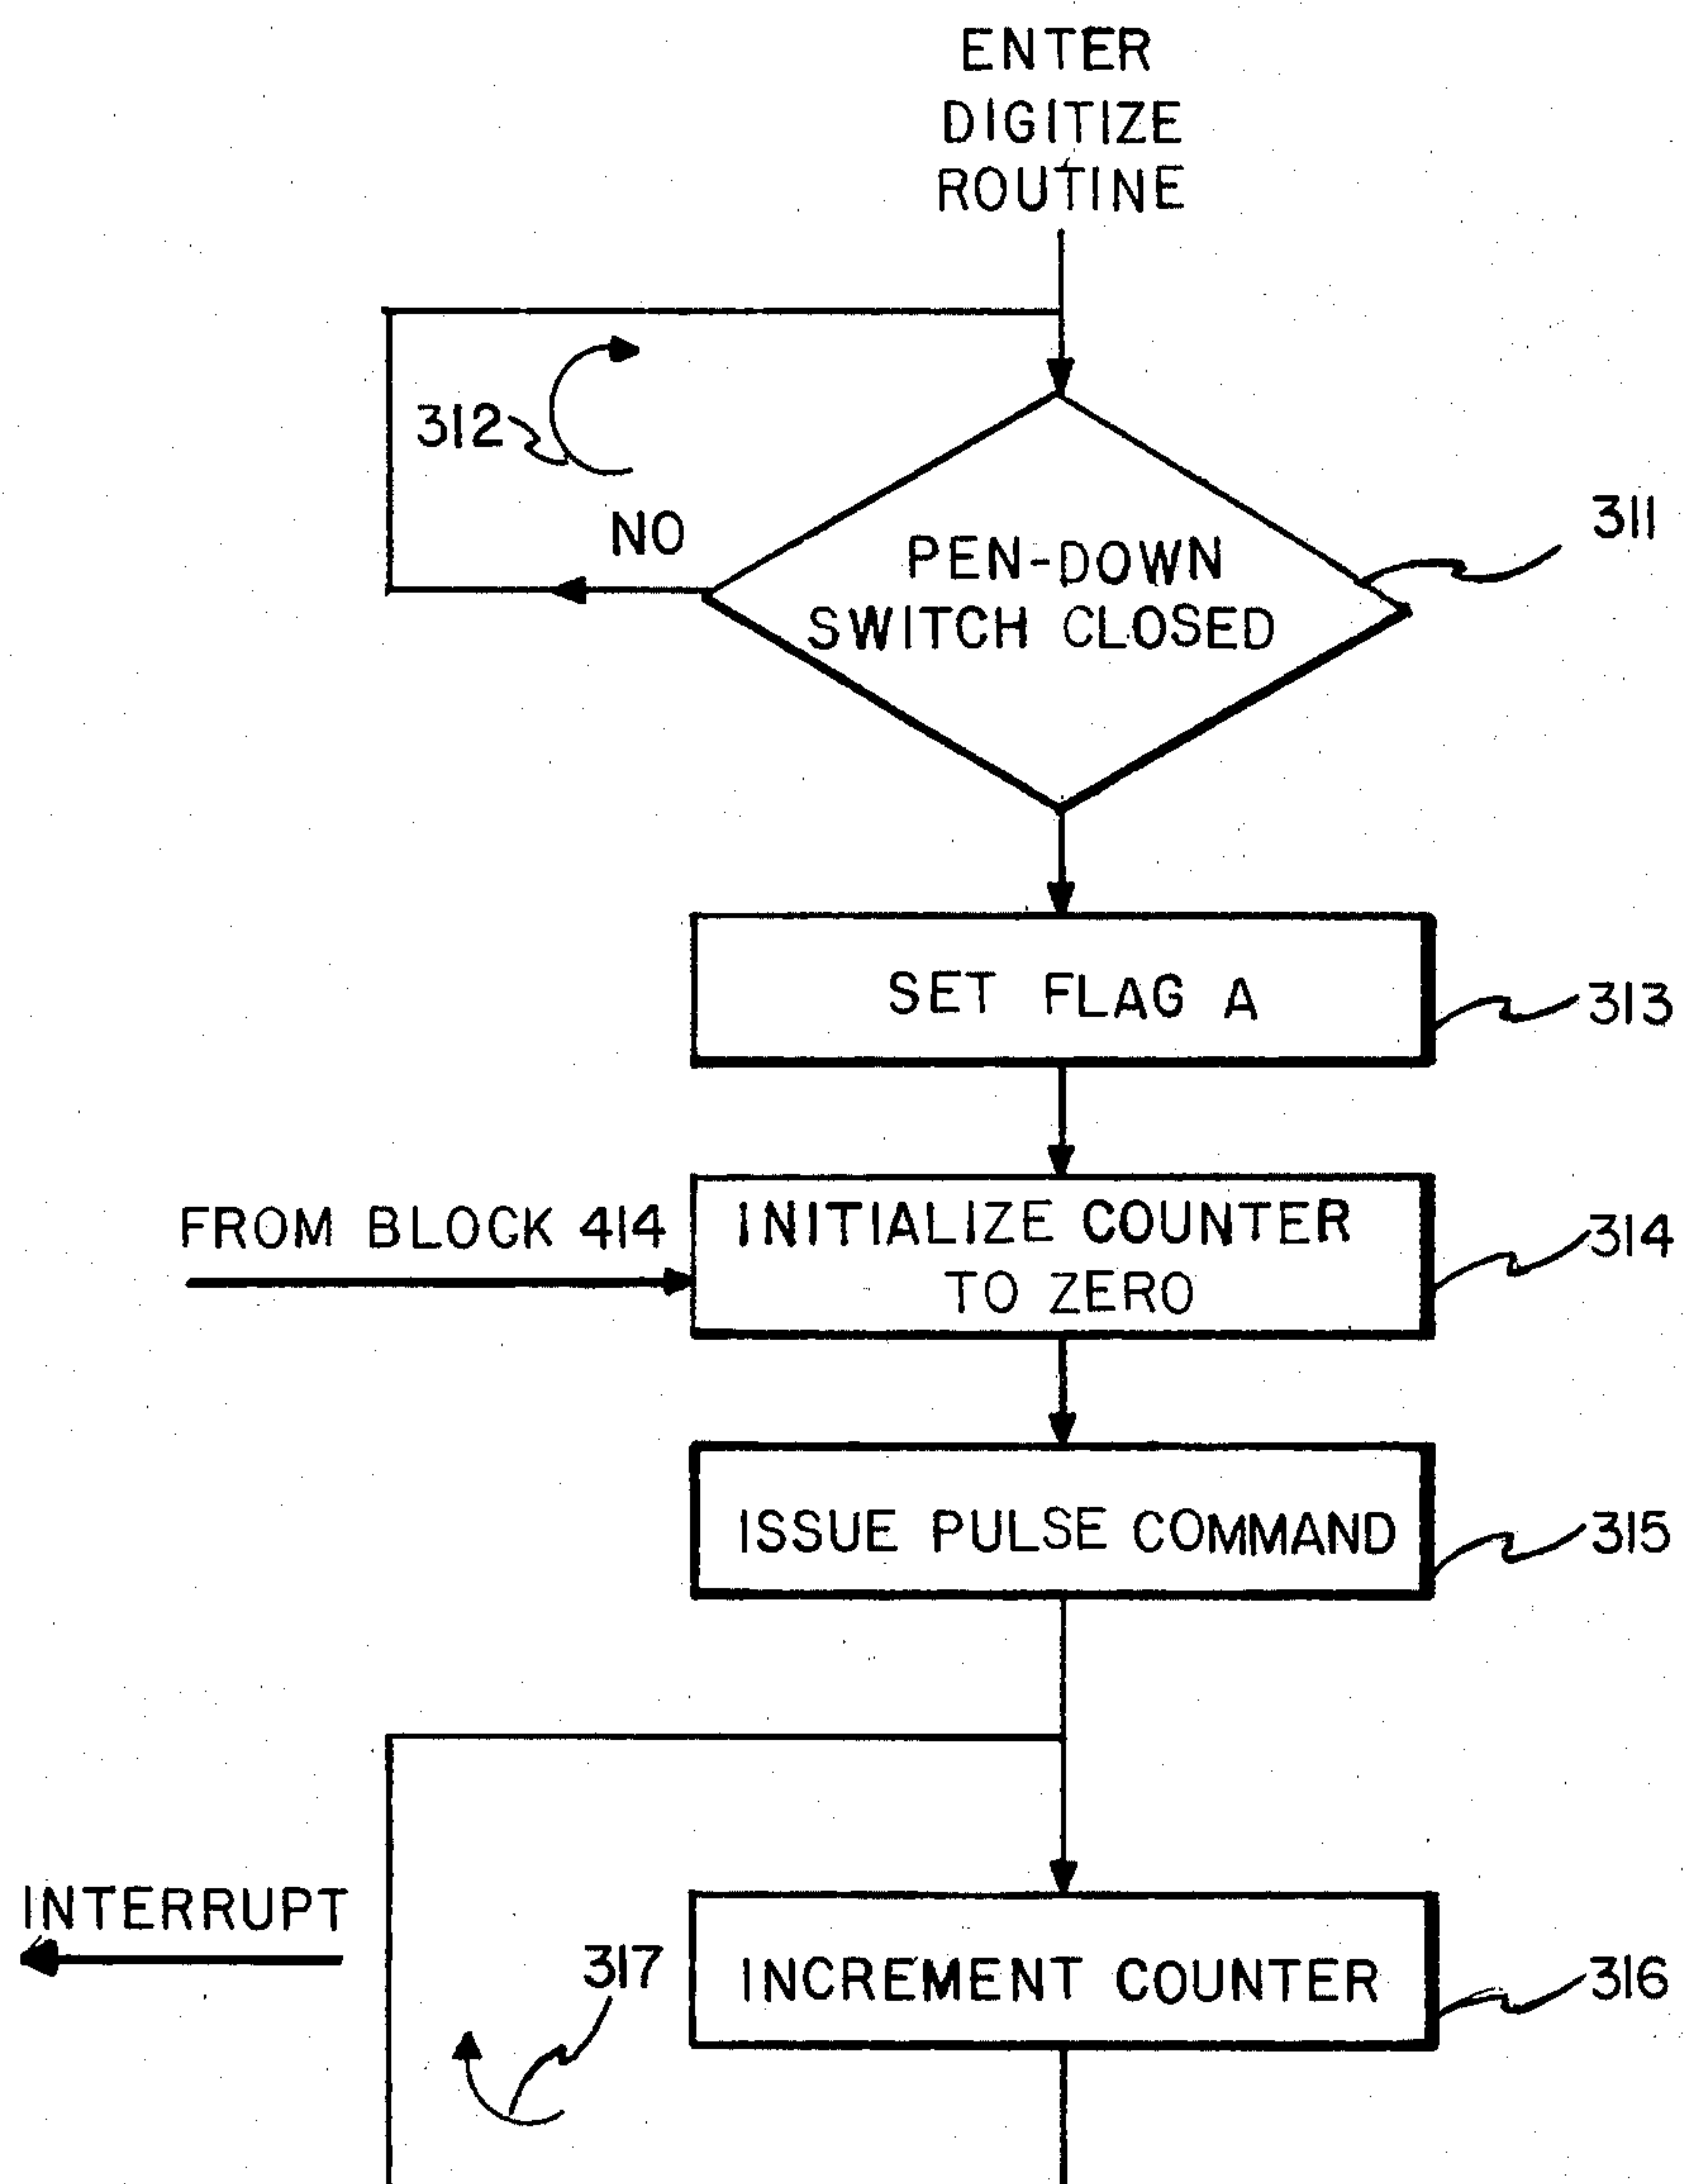 ENTER
DIGITIZE
ROUTINE
312
NO
311
PEN-DOWN
SWITCH CLOSED
SET FLAG A
313
FROM BLOCK 414
INITIALIZE COUNTER
TO ZERO
314
ISSUE PULSE COMMAND
315
INTERRUPT
317
INCREMENT COUNTER
316